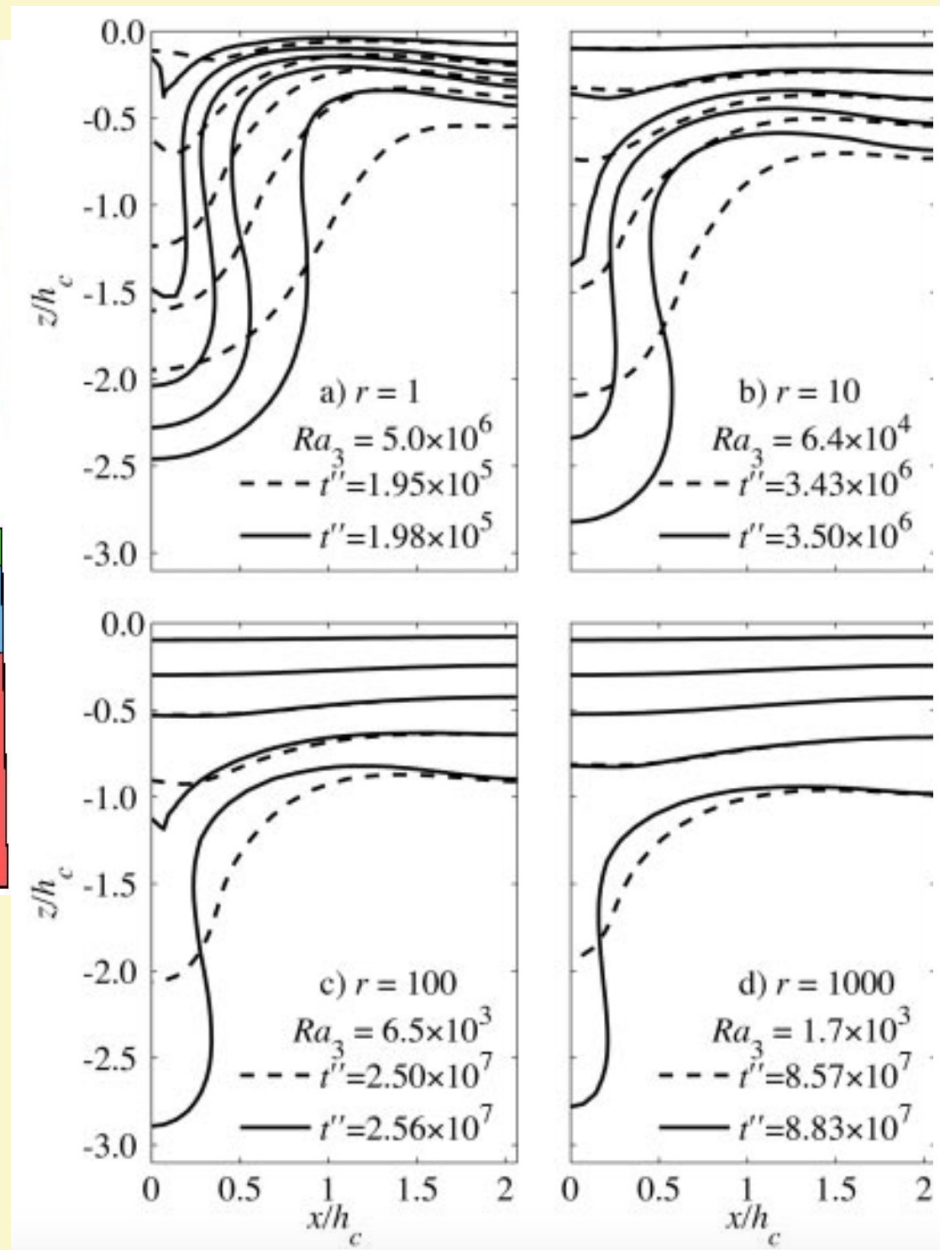 0.0
-0.5
-1.0
-1.5
-2.0
-2.5
-3.0
z/h_c
a) r = 1
Ra_3 = 5.0×10^6
t''=1.95×10^5
t''=1.98×10^5
b) r = 10
Ra_3 = 6.4×10^4
t''=3.43×10^6
t''=3.50×10^6
0.0
-0.5
-1.0
-1.5
-2.0
-2.5
-3.0
z/h_c
c) r = 100
Ra_3 = 6.5×10^3
t''=2.50×10^7
t''=2.56×10^7
d) r = 1000
Ra_3 = 1.7×10^3
t''=8.57×10^7
t''=8.83×10^7
0 0.5 1 1.5 2
0 0.5 1 1.5 2
x/h_c
x/h_c